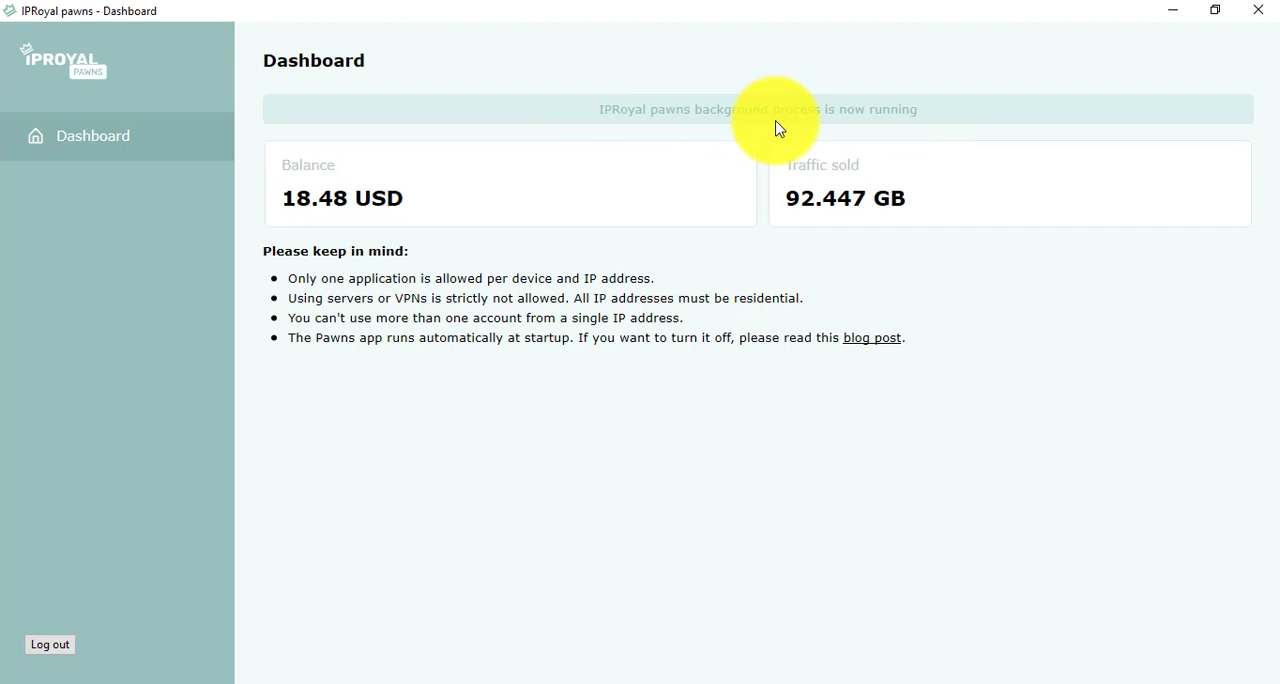 IPRoyal pawns - Dashboard
IPROYAL
PAWNS
Dashboard
Dashboard
IPRoyal pawns background process is now running
Balance
18.48 USD
Traffic sold
92.447 GB
Please keep in mind:
Only one application is allowed per device and IP address.
Using servers or VPNs is strictly not allowed. All IP addresses must be residential.
You can't use more than one account from a single IP address.
The Pawns app runs automatically at startup. If you want to turn it off, please read this blog post.
Log out